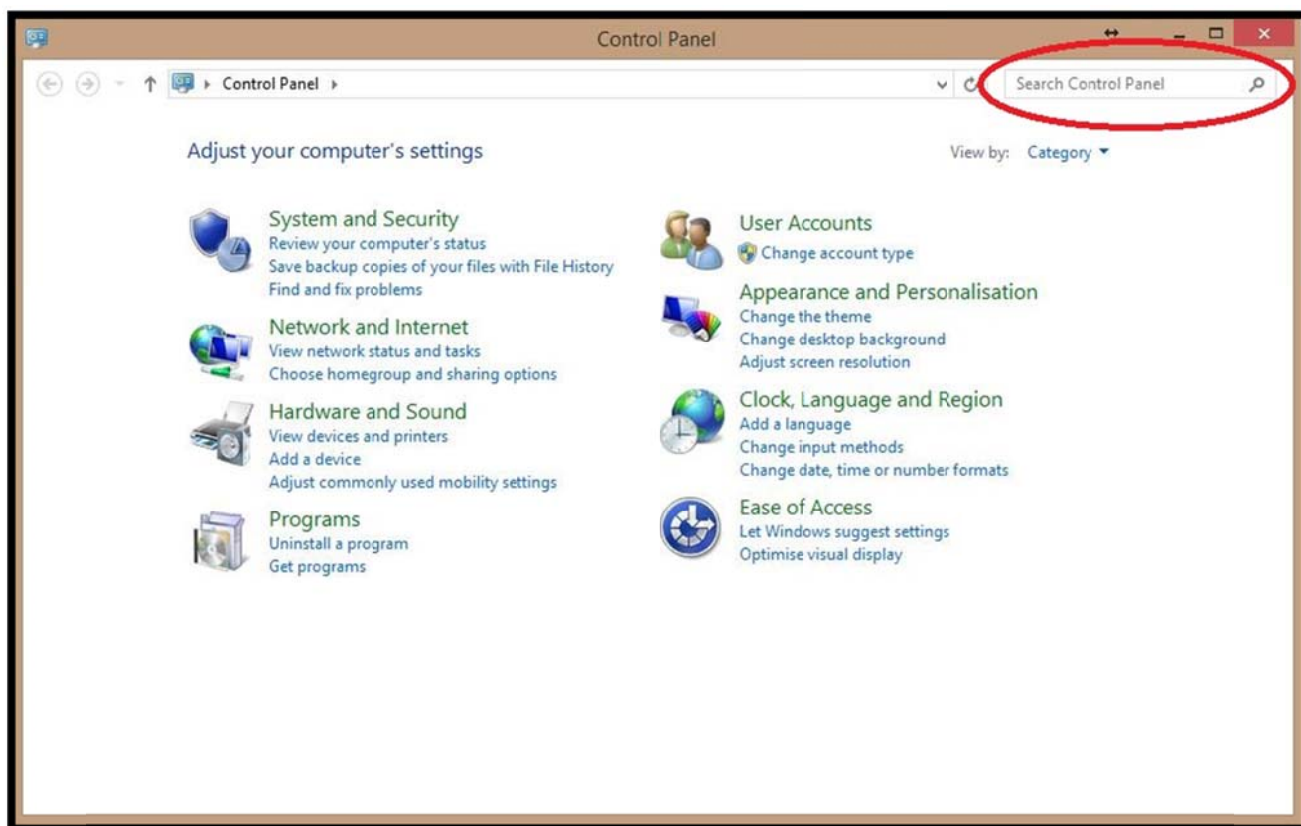 Control Panel
Control Panel
Search Control Panel
Adjust your computer's settings
View by: Category
System and Security
Review your computer's status
Save backup copies of your files with File History
Find and fix problems
Network and Internet
View network status and tasks
Choose homegroup and sharing options
Hardware and Sound
View devices and printers
Add a device
Adjust commonly used mobility settings
Programs
Uninstall a program
Get programs
User Accounts
Change account type
Appearance and Personalisation
Change the theme
Change desktop background
Adjust screen resolution
Clock, Language and Region
Add a language
Change input methods
Change date, time or number formats
Ease of Access
Let Windows suggest settings
Optimise visual display